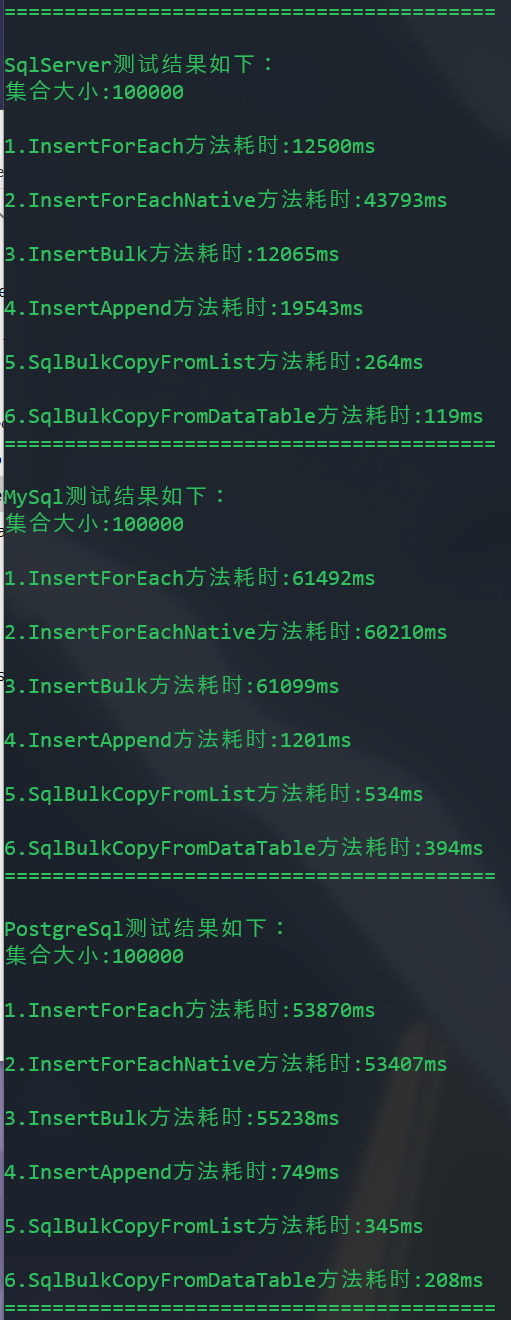 =========================================
SqlServer测试结果如下：
集合大小:100000
1.InsertForEach方法耗时:12500ms
2.InsertForEachNative方法耗时:43793ms
3.InsertBulk方法耗时:12065ms
4.InsertAppend方法耗时:19543ms
5.SqlBulkCopyFromList方法耗时:264ms
6.SqlBulkCopyFromDataTable方法耗时:119ms
=========================================
MySql测试结果如下：
集合大小:100000
1.InsertForEach方法耗时:61492ms
2.InsertForEachNative方法耗时:60210ms
3.InsertBulk方法耗时:61099ms
4.InsertAppend方法耗时:1201ms
5.SqlBulkCopyFromList方法耗时:534ms
6.SqlBulkCopyFromDataTable方法耗时:394ms
=========================================
PostgreSql测试结果如下：
集合大小:100000
1.InsertForEach方法耗时:53870ms
2.InsertForEachNative方法耗时:53407ms
3.InsertBulk方法耗时:55238ms
4.InsertAppend方法耗时:749ms
5.SqlBulkCopyFromList方法耗时:345ms
6.SqlBulkCopyFromDataTable方法耗时:208ms
=========================================